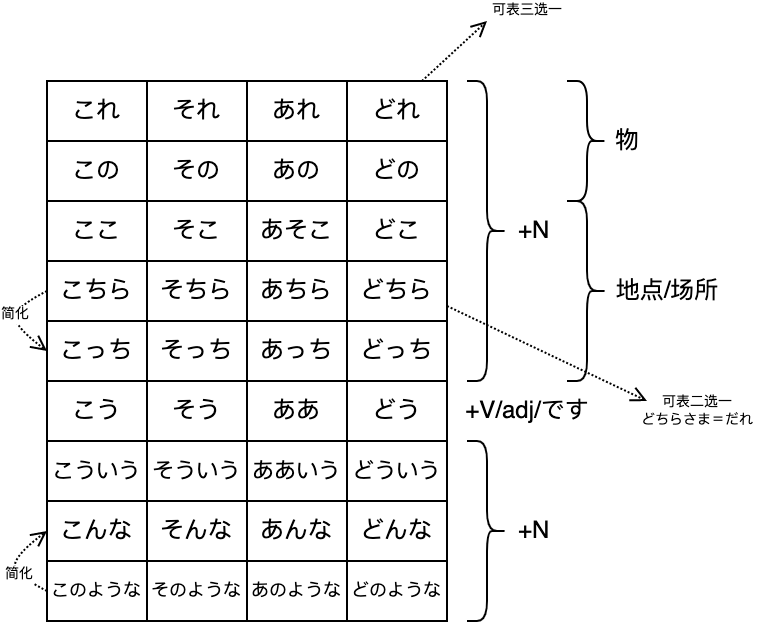 可表三选一
これ それ あれ どれ
この その あの どの
物
ここ そこ あそこ どこ
+N
こちら そちら あちら どちら
地点/场所
简化
こっち そっち あっち どっち
こう そう ああ どう
+V/adj/です
可表二选一
どちらさま＝だれ
こういう そういう ああいう どういう
こんな そんな あんな どんな
+N
简化
このような そのような あのような どのような